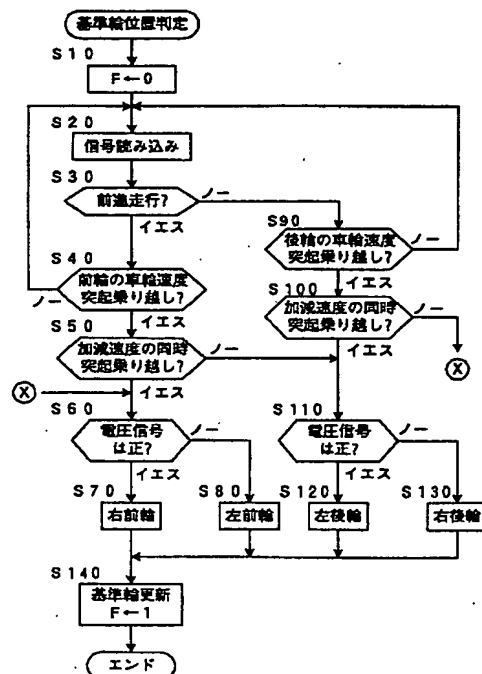 基準輪位置判定
S10
F←0
S20
信号読み込み
S30
前進走行?
ノー
イエス
S90
後輪の車輪速度
突起乗り越し?
ノー
イエス
S40
前輪の車輪速度
突起乗り越し?
ノー
イエス
S100
加減速度の同時
突起乗り越し?
ノー
イエス
X
S50
加減速度の同時
突起乗り越し?
ノー
イエス
X
S60
電圧信号
は正?
ノー
イエス
S110
電圧信号
は正?
ノー
イエス
S70
右前輪
S80
左前輪
S120
左後輪
S130
右後輪
S140
基準輪更新
F←1
エンド